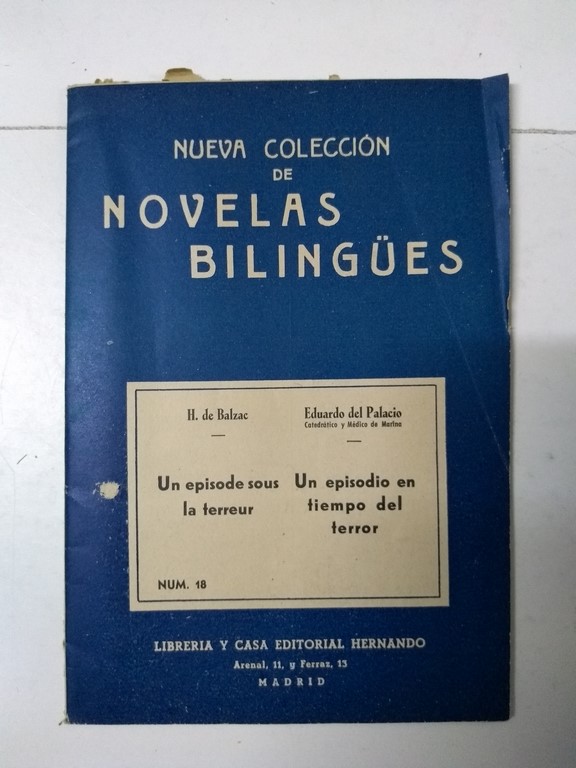 NUEVA COLECCIÓN
DE
NOVELAS
BILINGÜES
H. de Balzac
Un episode sous
la terreur
Eduardo del Palacio
Catedrático y Médico de Marina
Un episodio en
tiempo del
terror
NUM. 18
LIBRERIA Y CASA EDITORIAL HERNANDO
Arenal, 11, y Ferraz, 13
MADRID